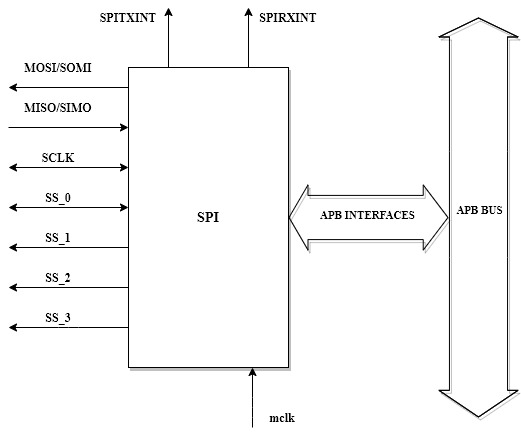 SPITXINT
SPIRXINT
MOSI/SOMI
MISO/SIMO
SCLK
SS_0
SS_1
SS_2
SS_3
SPI
APB INTERFACES
APB BUS
mclk